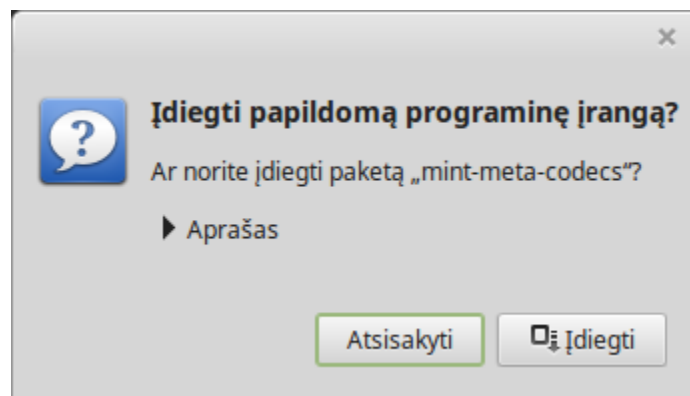 Įdiegti papildomą programinę įrangą?
Ar norite įdiegti paketą „mint-meta-codecs“?
Aprašas
Atsisakyti
Įdiegti